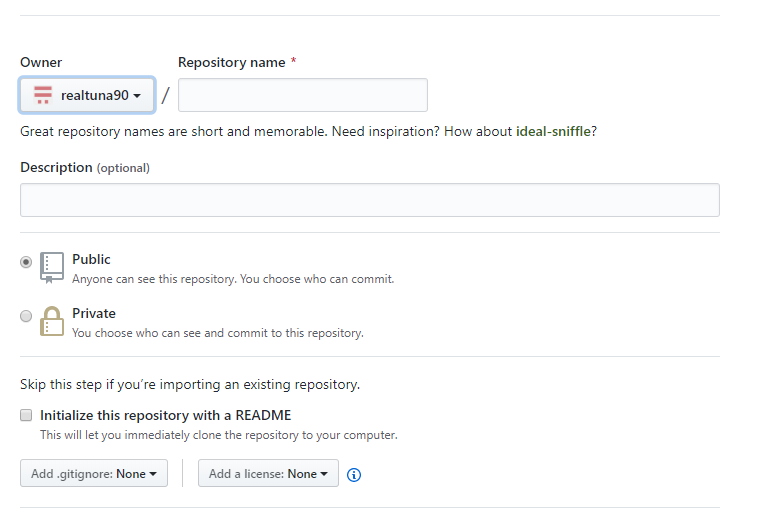 Owner Repository name *
realtuna90 /
Great repository names are short and memorable. Need inspiration? How about ideal-sniffle?
Description (optional)
Public
Anyone can see this repository. You choose who can commit.
Private
You choose who can see and commit to this repository.
Skip this step if you’re importing an existing repository.
Initialize this repository with a README
This will let you immediately clone the repository to your computer.
Add .gitignore: None Add a license: None